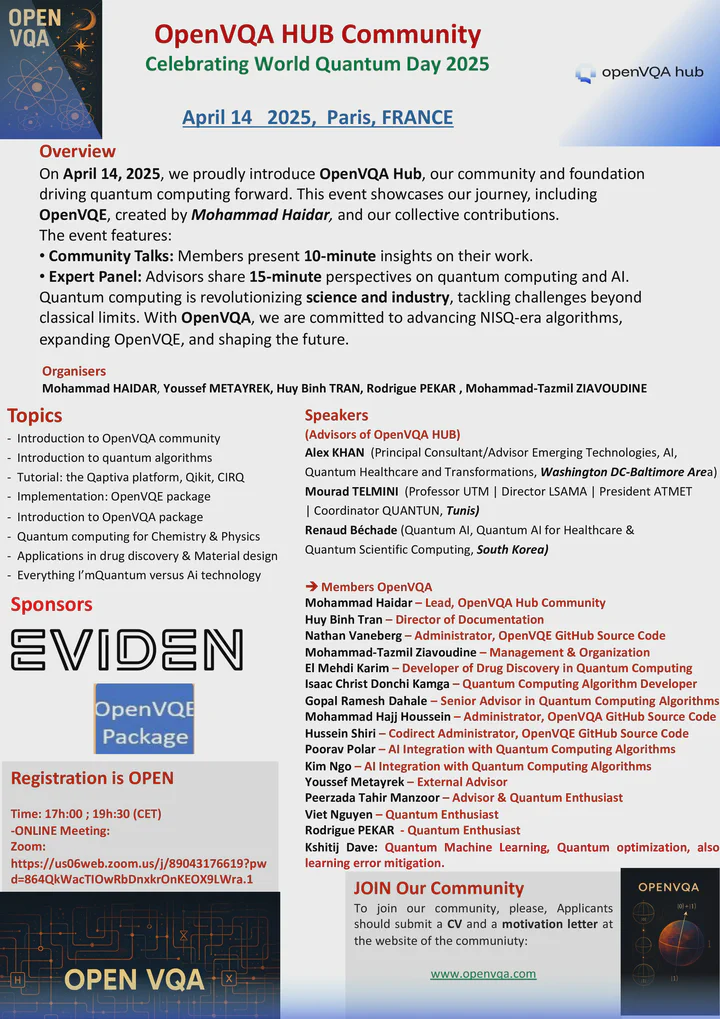 OPEN
VQA
OpenVQA HUB Community
Celebrating World Quantum Day 2025
April 14 2025, Paris, FRANCE
openVQA hub
Overview
On April 14, 2025, we proudly introduce OpenVQA Hub, our community and foundation
driving quantum computing forward. This event showcases our journey, including
OpenVQE, created by Mohammad Haidar, and our collective contributions.
The event features:
• Community Talks: Members present 10-minute insights on their work.
• Expert Panel: Advisors share 15-minute perspectives on quantum computing and AI.
Quantum computing is revolutionizing science and industry, tackling challenges beyond
classical limits. With OpenVQA, we are committed to advancing NISQ-era algorithms,
expanding OpenVQE, and shaping the future.
Organisers
Mohammad HAIDAR, Youssef METAYREK, Huy Binh TRAN, Rodrigue PEKAR , Mohammad-Tazmil ZIAVOUDINE
Topics
- Introduction to OpenVQA community
- Introduction to quantum algorithms
- Tutorial: the Qaptiva platform, Qikit, CIRQ
- Implementation: OpenVQE package
- Introduction to OpenVQA package
- Quantum computing for Chemistry & Physics
- Applications in drug discovery & Material design
- Everything I'mQuantum versus Ai technology
Sponsors
EVIDEN
OpenVQE
Package
Registration is OPEN
Time: 17h:00 ; 19h:30 (CET)
-ONLINE Meeting:
Zoom:
https://us06web.zoom.us/j/89043176619?pw
d=864QkWacTIOwRbDnxkrOnKEOX9LWra.1
H
X
OPEN VQA
Speakers
(Advisors of OpenVQA HUB)
Alex KHAN (Principal Consultant/Advisor Emerging Technologies, AI,
Quantum Healthcare and Transformations, Washington DC-Baltimore Area)
Mourad TELMINI (Professor UTM | Director LSAMA | President ATMET
| Coordinator QUANTUN, Tunis)
Renaud Béchade (Quantum AI, Quantum AI for Healthcare &
Quantum Scientific Computing, South Korea)
➔ Members OpenVQA
Mohammad Haidar – Lead, OpenVQA Hub Community
Huy Binh Tran – Director of Documentation
Nathan Vaneberg – Administrator, OpenVQE GitHub Source Code
Mohammad-Tazmil Ziavoudine – Management & Organization
El Mehdi Karim – Developer of Drug Discovery in Quantum Computing
Isaac Christ Donchi Kamga – Quantum Computing Algorithm Developer
Gopal Ramesh Dahale – Senior Advisor in Quantum Computing Algorithms
Mohammad Hajj Houssein – Administrator, OpenVQA GitHub Source Code
Hussein Shiri – Codirect Administrator, OpenVQE GitHub Source Code
Poorav Polar – AI Integration with Quantum Computing Algorithms
Kim Ngo – AI Integration with Quantum Computing Algorithms
Youssef Metayrek – External Advisor
Peerzada Tahir Manzoor – Advisor & Quantum Enthusiast
Viet Nguyen – Quantum Enthusiast
Rodrigue PEKAR - Quantum Enthusiast
Kshitij Dave: Quantum Machine Learning, Quantum optimization, also
learning error mitigation.
JOIN Our Community
To join our community, please, Applicants
should submit a CV and a motivation letter at
the website of the communiuty:
www.openvqa.com
OPENVQA